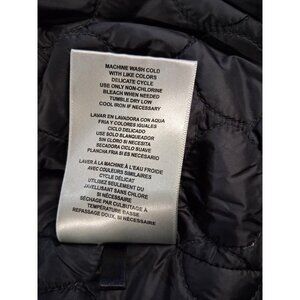 MACHINE WASH COLD
WITH LIKE COLORS
DELICATE CYCLE
USE ONLY NON-CHLORINE
BLEACH WHEN NEEDED
TUMBLE DRY LOW
COOL IRON IF NECESSARY
LAVAR EN LAVADORA CON AQUA
FRIA Y COLORES IGUALES
CICLO DELICADO
USO SOLO BLANQUEADOR
SIN CLORO SI NECESITA
SECADORA CICLO SUAVE
PLANCHA FRIA SI ES NECESARIO
LAVER À LA MACHINE À L'EAU FROIDE
AVEC COULEURS SIMILAIRES
CYCLE DÉLICAT
UTILISEZ SEULEMENT DU
JAVELLISANT SANS CHLORE
SI NÉCESSAIRE
SÉCHAGE PAR CULBUTAGE À
TEMPÉRATURE BASSE
REPASSAGE DOUX, SI NÉCESSAIRE